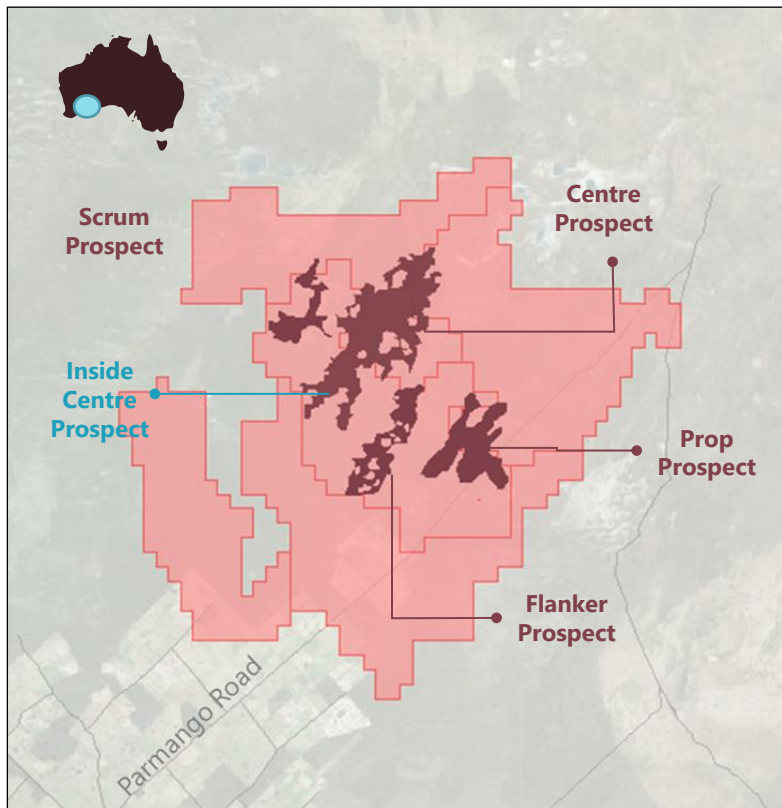 Scrum
Prospect
Centre
Prospect
Inside
Centre
Prospect
Prop
Prospect
Flanker
Prospect
Parmango Road